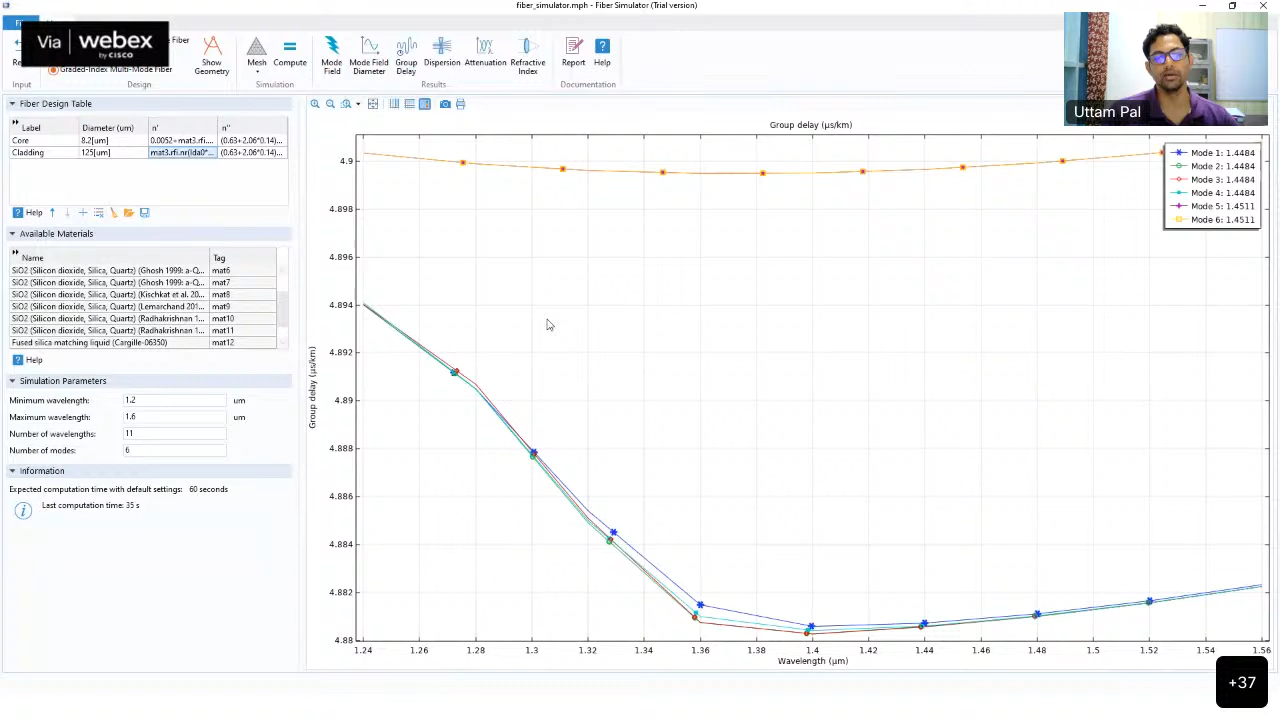 fiber_simulator.mph - Fiber Simulator (Trial version)
Via webex
by CISCO
Fiber
Graded-Index Multi-Mode Fiber
Show Geometry
Mesh
Compute
Mode Field
Mode Field Diameter
Group Delay
Dispersion
Attenuation
Refractive Index
Report
Help
Input
Design
Simulation
Results
Documentation
Uttam Pal
Fiber Design Table
Label Diameter (um) n' n''
Core 8.2[um] 0.0052+mat3.rfi... (0.63+2.06*0.14)...
Cladding 125[um] mat3.rfi.nr(lda0*... (0.63+2.06*0.14)...
Help
Available Materials
Name Tag
SiO2 (Silicon dioxide, Silica, Quartz) (Ghosh 1999: a-Q... mat6
SiO2 (Silicon dioxide, Silica, Quartz) (Ghosh 1999: a-Q... mat7
SiO2 (Silicon dioxide, Silica, Quartz) (Kischkat et al. 20... mat8
SiO2 (Silicon dioxide, Silica, Quartz) (Lemarchand 201... mat9
SiO2 (Silicon dioxide, Silica, Quartz) (Radhakrishnan 1... mat10
SiO2 (Silicon dioxide, Silica, Quartz) (Radhakrishnan 1... mat11
Fused silica matching liquid (Cargille-06350) mat12
Help
Simulation Parameters
Minimum wavelength: 1.2 um
Maximum wavelength: 1.6 um
Number of wavelengths: 11
Number of modes: 6
Information
Expected computation time with default settings: 60 seconds
Last computation time: 35 s
Group delay (µs/km)
Mode 1: 1.4484
Mode 2: 1.4484
Mode 3: 1.4484
Mode 4: 1.4484
Mode 5: 1.4511
Mode 6: 1.4511
4.9
4.898
4.896
4.894
4.892
4.89
4.888
4.886
4.884
4.882
4.88
Group delay (µs/km)
1.24 1.26 1.28 1.3 1.32 1.34 1.36 1.38 1.4 1.42 1.44 1.46 1.48 1.5 1.52 1.54 1.56
Wavelength (µm)
+37